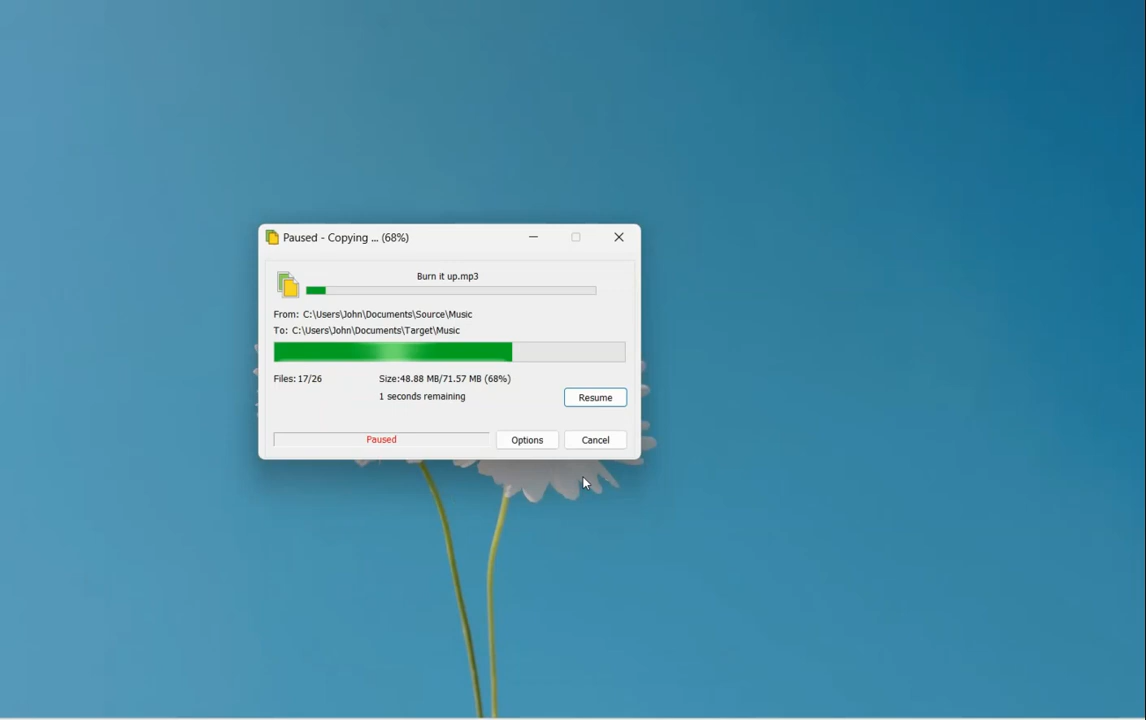 Paused - Copying ... (68%)
Burn it up.mp3
From: C:\Users\John\Documents\Source\Music
To: C:\Users\John\Documents\Target\Music
Files: 17/26 Size:48.88 MB/71.57 MB (68%)
1 seconds remaining
Resume
Paused Options Cancel